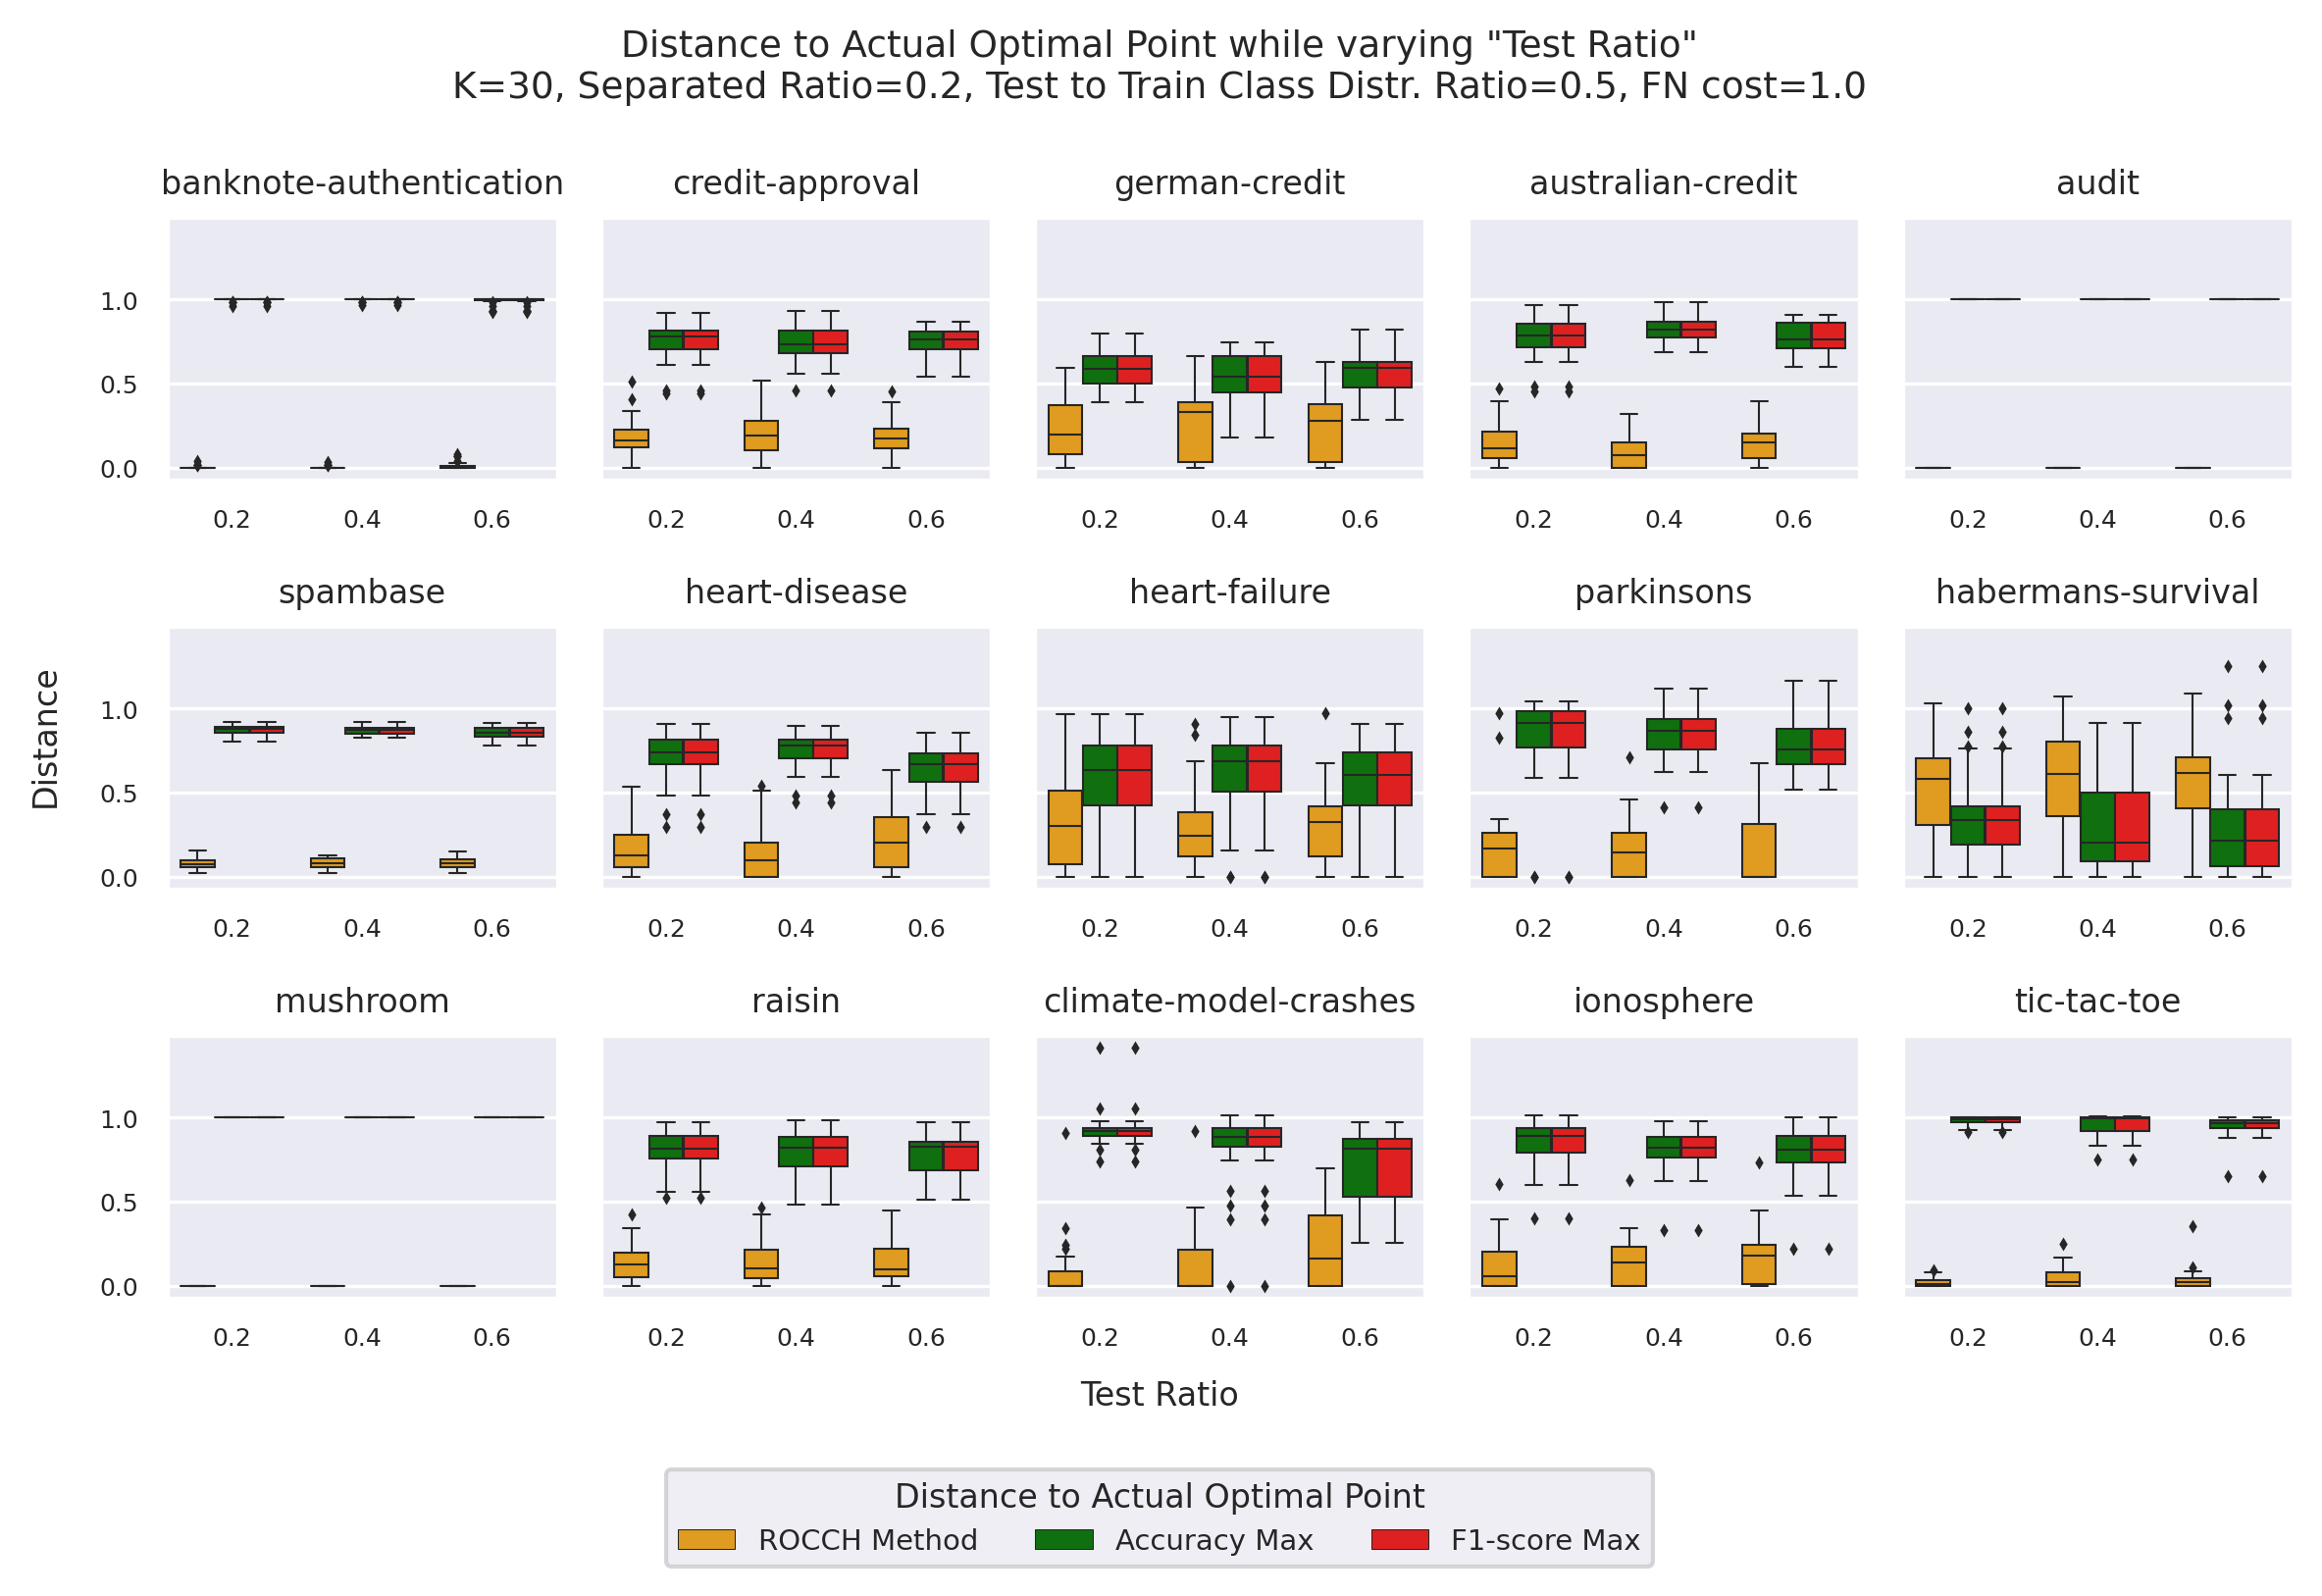 Distance to Actual Optimal Point while varying "Test Ratio"
K=30, Separated Ratio=0.2, Test to Train Class Distr. Ratio=0.5, FN cost=1.0
banknote-authentication credit-approval german-credit australian-credit audit
1.0
0.5
0.0
0.2 0.4 0.6 0.2 0.4 0.6 0.2 0.4 0.6 0.2 0.4 0.6 0.2 0.4 0.6
spambase heart-disease heart-failure parkinsons habermans-survival
Distance
1.0
0.5
0.0
0.2 0.4 0.6 0.2 0.4 0.6 0.2 0.4 0.6 0.2 0.4 0.6 0.2 0.4 0.6
mushroom raisin climate-model-crashes ionosphere tic-tac-toe
1.0
0.5
0.0
0.2 0.4 0.6 0.2 0.4 0.6 0.2 0.4 0.6 0.2 0.4 0.6 0.2 0.4 0.6
Test Ratio
Distance to Actual Optimal Point
ROCCH Method Accuracy Max F1-score Max